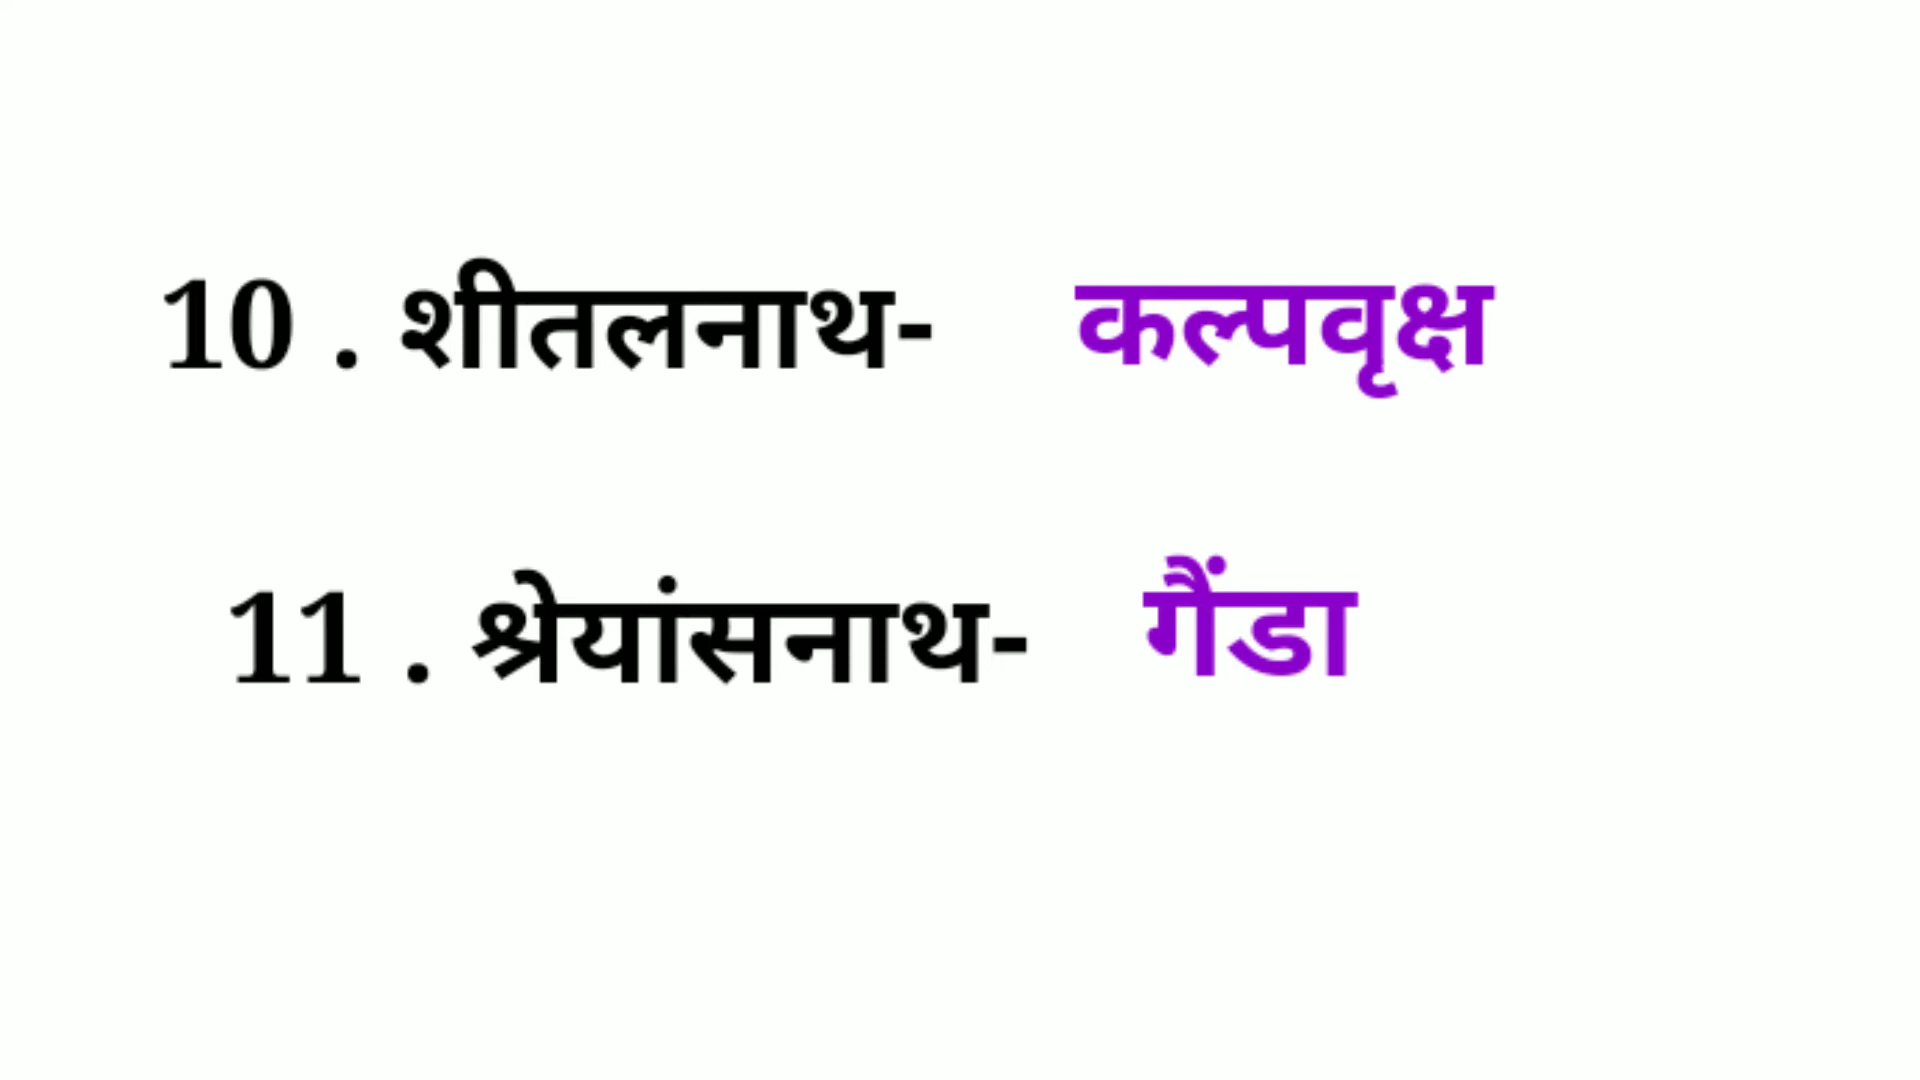 10 . शीतलनाथ- कल्पवृक्ष
11 . श्रेयांसनाथ- गैंडा